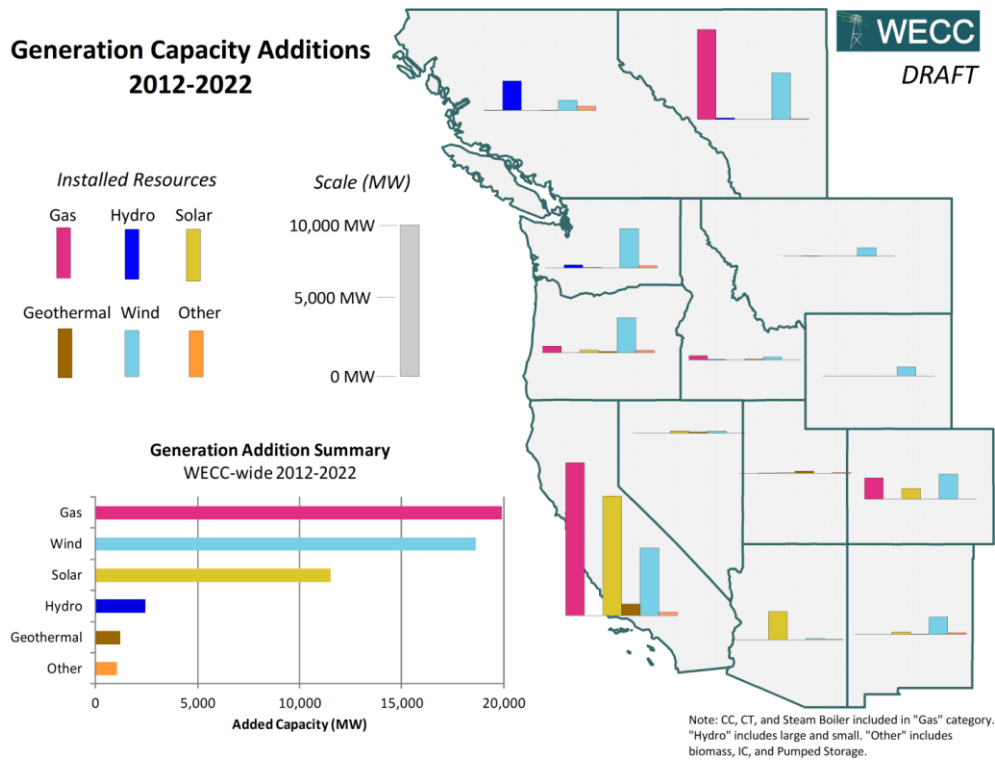 Generation Capacity Additions
2012-2022
WECC
DRAFT
Installed Resources
Gas Hydro Solar
Geothermal Wind Other
Scale (MW)
10,000 MW
5,000 MW
0 MW
Generation Addition Summary
WECC-wide 2012-2022
Gas
Wind
Solar
Hydro
Geothermal
Other
0 5,000 10,000 15,000 20,000
Added Capacity (MW)
Note: CC, CT, and Steam Boiler included in "Gas" category.
"Hydro" includes large and small. "Other" includes
biomass, IC, and Pumped Storage.